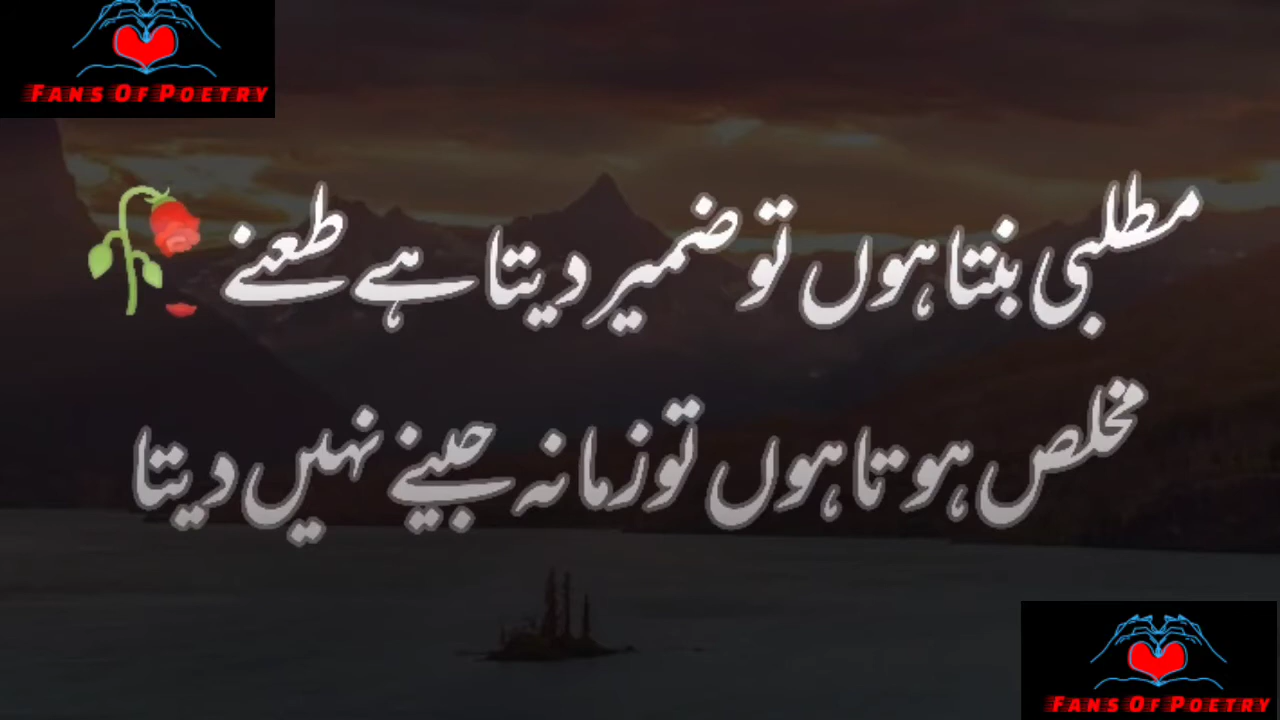 Fans Of Poetry
مطلبی بنتا ہوں تو ضمیر دیتا ہے طعنے 🥀
مخلص ہوتا ہوں تو زمانہ جینے نہیں دیتا
Fans Of Poetry